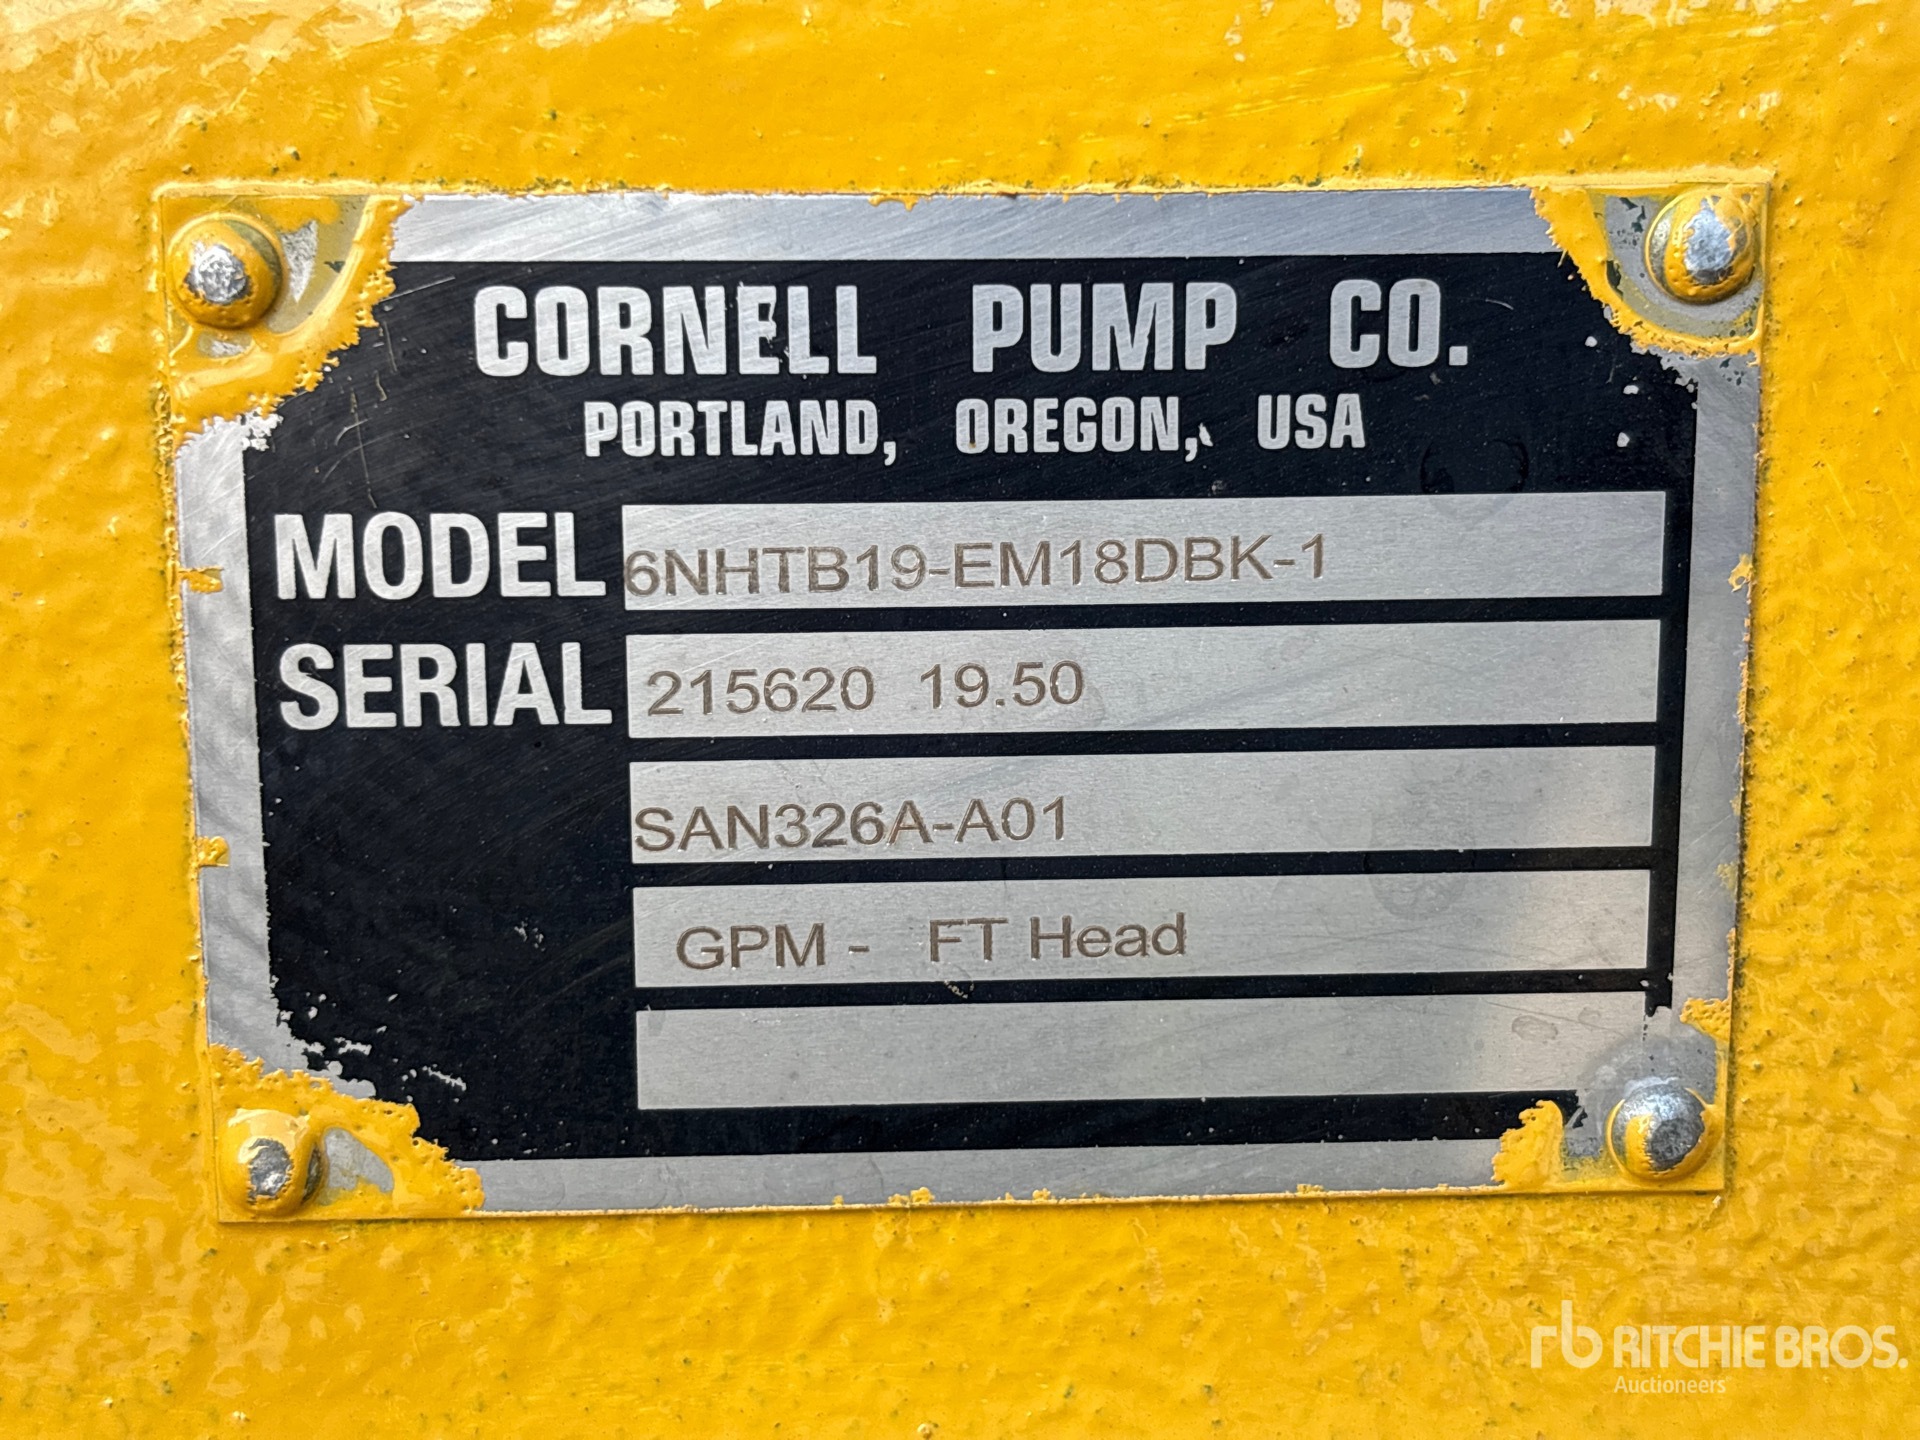 CORNELL PUMP CO.
PORTLAND, OREGON, USA
MODEL 6NHTB19-EM18DBK-1
SERIAL 215620 19.50
SAN326A-A01
GPM - FT Head
rb RITCHIE BROS.
Auctioneers